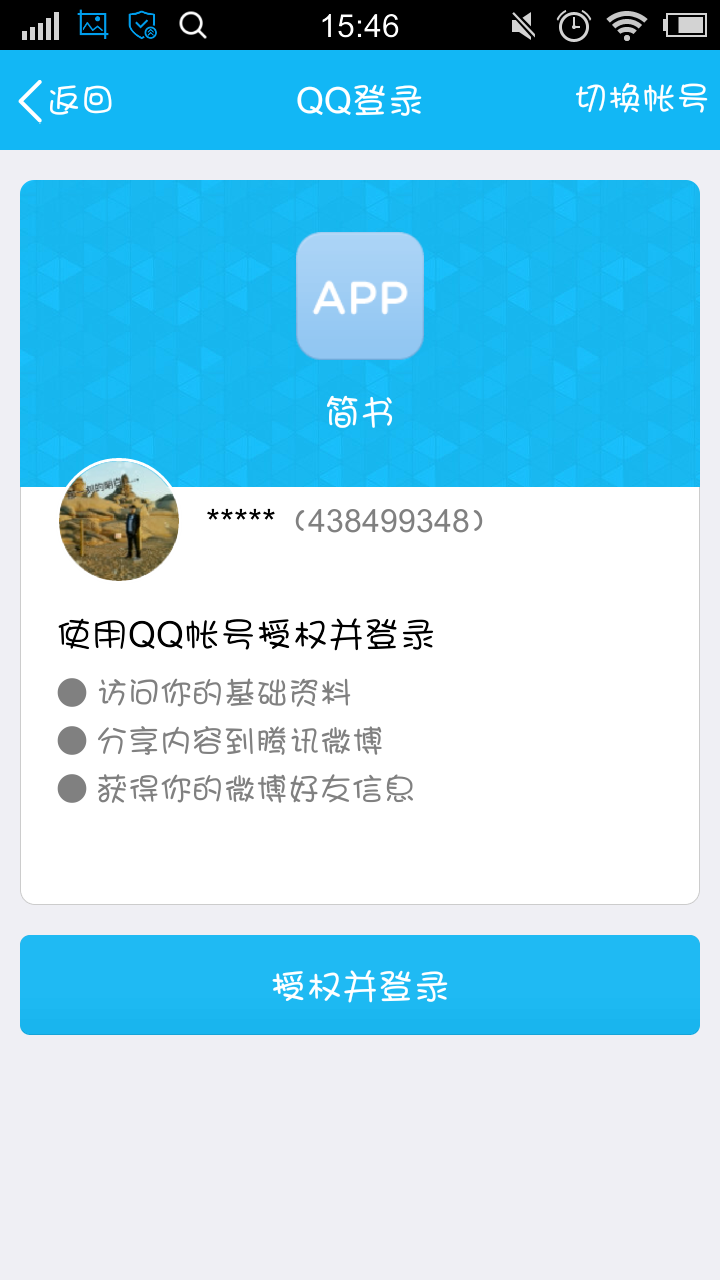 15:46
返回
QQ登录
切换帐号
APP
简书
***** (438499348)
使用QQ帐号授权并登录
访问你的基础资料
分享内容到腾讯微博
获得你的微博好友信息
授权并登录